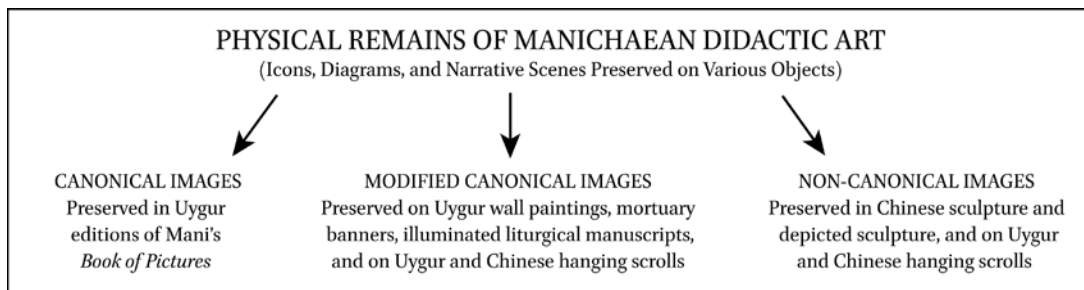 PHYSICAL REMAINS OF MANICHAEAN DIDACTIC ART
(Icons, Diagrams, and Narrative Scenes Preserved on Various Objects)
CANONICAL IMAGES
Preserved in Uygur
editions of Mani’s
Book of Pictures
MODIFIED CANONICAL IMAGES
Preserved on Uygur wall paintings, mortuary
banners, illuminated liturgical manuscripts,
and on Uygur and Chinese hanging scrolls
NON-CANONICAL IMAGES
Preserved in Chinese sculpture and
depicted sculpture, and on Uygur
and Chinese hanging scrolls